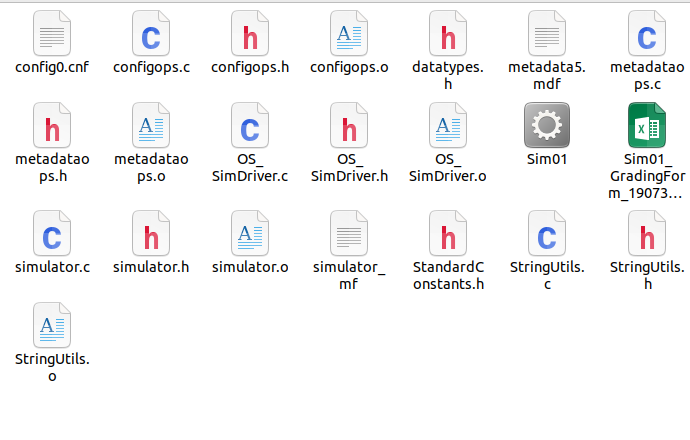 config0.cnf configops.c configops.h configops.o datatypes. metadata5. metadatao
h mdf ps.c
metadatao metadatao OS_ OS_ OS_ Sim01 Sim01_
ps.h ps.o SimDriver.c SimDriver.h SimDriver.o GradingFor
m_19073...
simulator.c simulator.h simulator.o simulator_ StandardC StringUtils. StringUtils.
mf onstants.h c h
StringUtils.
o